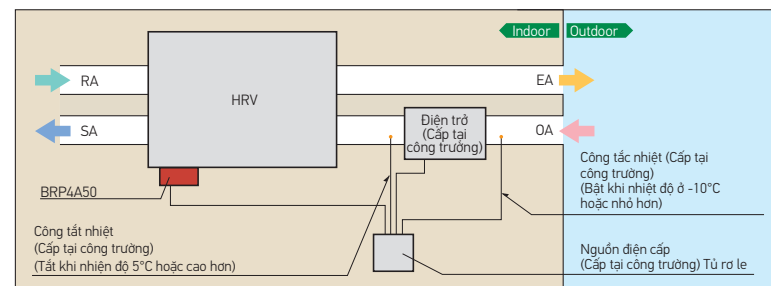 Indoor Outdoor
RA
EA
HRV
SA
Điện trở
(Cấp tại
công trường)
OA
BRP4A50
Công tắc nhiệt (Cấp tại
công trường)
(Bật khi nhiệt độ ở -10°C
hoặc nhỏ hơn)
Công tắt nhiệt
(Cấp tại công trường)
(Tắt khi nhiện độ 5°C hoặc cao hơn)
Nguồn điện cấp
(Cấp tại công trường) Tủ rơ le